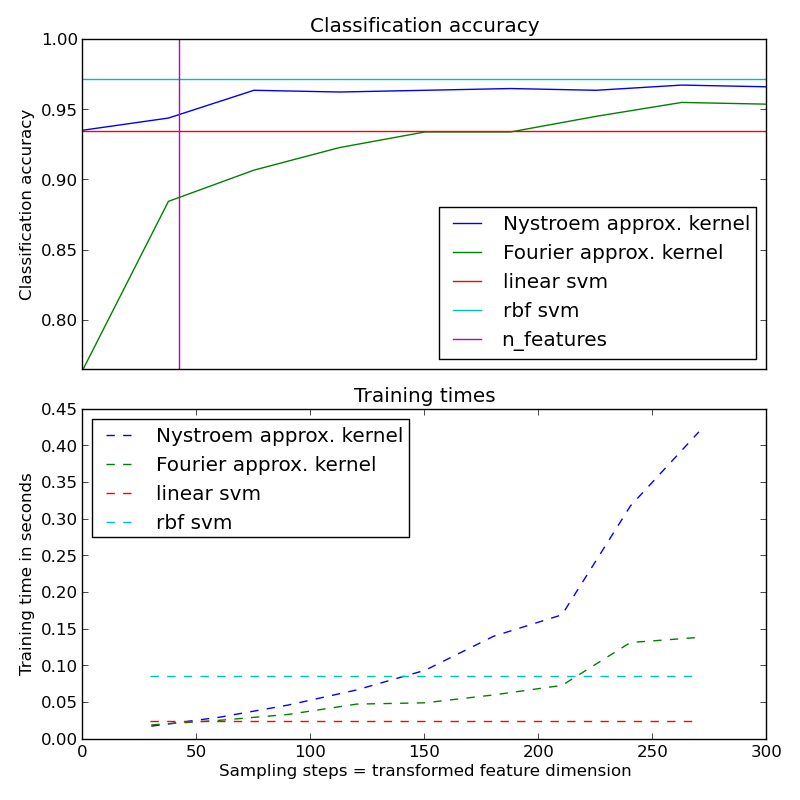 Classification accuracy
1.00
0.95
0.90
0.85
0.80
Classification accuracy
Nystroem approx. kernel
Fourier approx. kernel
linear svm
rbf svm
n_features
Training times
0.45
0.40
0.35
0.30
0.25
0.20
0.15
0.10
0.05
0.00
Training time in seconds
Nystroem approx. kernel
Fourier approx. kernel
linear svm
rbf svm
0 50 100 150 200 250 300
Sampling steps = transformed feature dimension